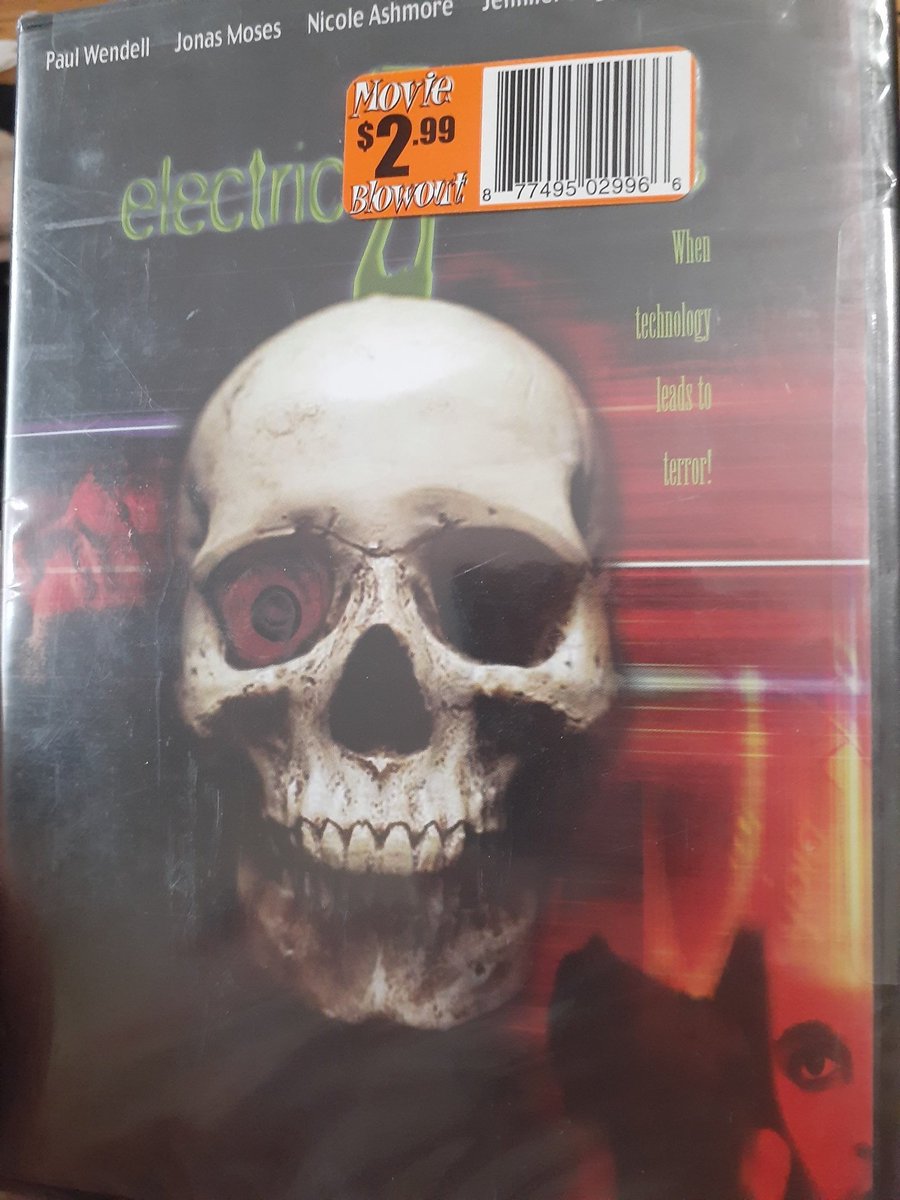 Paul Wendell Jonas Moses Nicole Ashmore
Movie
$2.99
Blowout
8 77495 02996 6
electric
When
technology
leads to
terror!